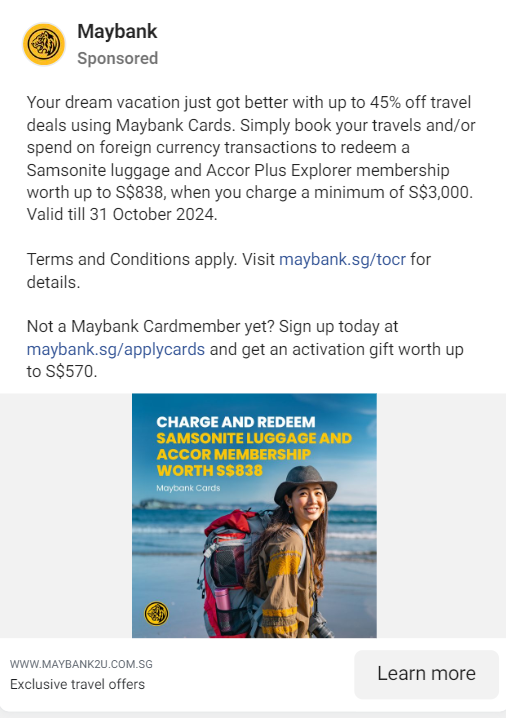 Maybank
Sponsored
Your dream vacation just got better with up to 45% off travel
deals using Maybank Cards. Simply book your travels and/or
spend on foreign currency transactions to redeem a
Samsonite luggage and Accor Plus Explorer membership
worth up to S$838, when you charge a minimum of S$3,000.
Valid till 31 October 2024.
Terms and Conditions apply. Visit maybank.sg/tocr for
details.
Not a Maybank Cardmember yet? Sign up today at
maybank.sg/applycards and get an activation gift worth up
to S$570.
CHARGE AND REDEEM
SAMSONITE LUGGAGE AND
ACCOR MEMBERSHIP
WORTH S$838
Maybank Cards
WWW.MAYBANK2U.COM.SG
Exclusive travel offers
Learn more